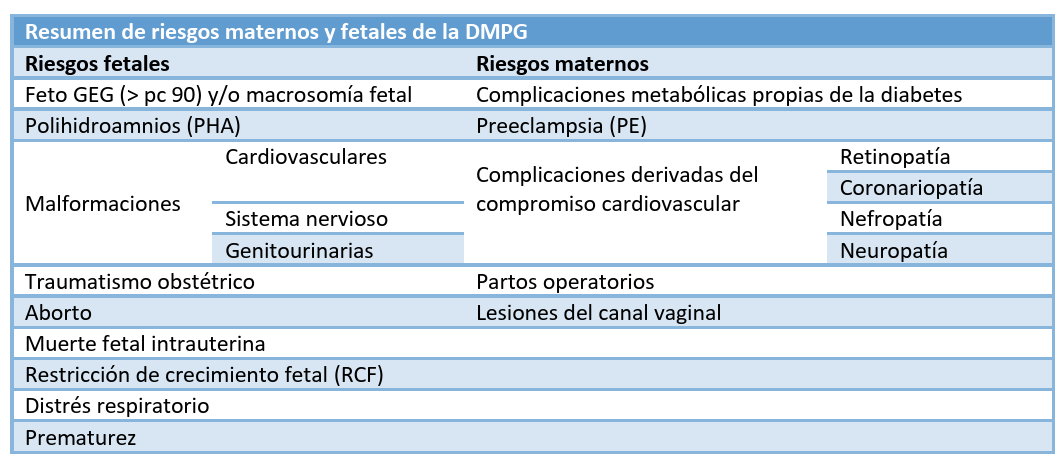 Resumen de riesgos maternos y fetales de la DMPG
Riesgos fetales
Riesgos maternos
Feto GEG (> pc 90) y/o macrosomía fetal
Complicaciones metabólicas propias de la diabetes
Polihidroamnios (PHA)
Preeclampsia (PE)
Malformaciones
Cardiovasculares
Sistema nervioso
Genitourinarias
Complicaciones derivadas del
compromiso cardiovascular
Retinopatía
Coronariopatía
Nefropatía
Neuropatía
Traumatismo obstétrico
Partos operatorios
Aborto
Lesiones del canal vaginal
Muerte fetal intrauterina
Restricción de crecimiento fetal (RCF)
Distrés respiratorio
Prematurez